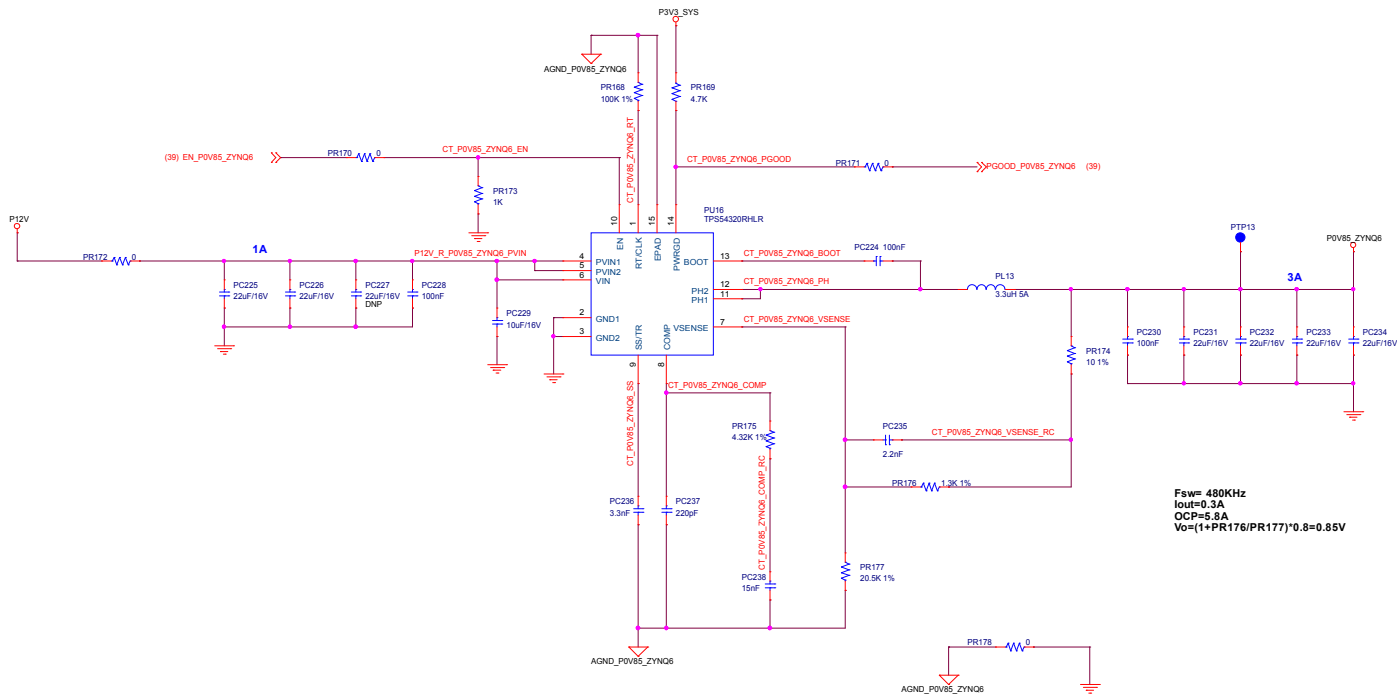 P3V3_SYS
AGND_P0V85_ZYNQ6
PR168
100K 1%
PR169
4.7K
CT_P0V85_ZYNQ6_RT
(39) EN_P0V85_ZYNQ6
PR170
0
CT_P0V85_ZYNQ6_EN
CT_P0V85_ZYNQ6_PGOOD
PR171
0
PGOOD_P0V85_ZYNQ6 (39)
PR173
1K
PU16
TPS54320RHLR
P12V
PR172
0
1A
P12V_R_P0V85_ZYNQ6_PVIN
10
1
15
14
EN
RT/CLK
EPAD
PWRGD
4
PVIN1
5
PVIN2
6
VIN
2
GND1
3
GND2
BOOT
13
PH2
12
PH1
11
VSENSE
7
SS/TR
COMP
9
8
CT_P0V85_ZYNQ6_BOOT
PC224 100nF
CT_P0V85_ZYNQ6_PH
PL13
3.3uH 5A
CT_P0V85_ZYNQ6_VSENSE
PTP13
P0V85_ZYNQ6
3A
PC225
22uF/16V
PC226
22uF/16V
PC227
22uF/16V
DNP
PC228
100nF
PC229
10uF/16V
PC230
100nF
PC231
22uF/16V
PC232
22uF/16V
PC233
22uF/16V
PC234
22uF/16V
PR174
10 1%
CT_P0V85_ZYNQ6_SS
CT_P0V85_ZYNQ6_COMP
PR175
4.32K 1%
CT_P0V85_ZYNQ6_COMP_RC
PC235
2.2nF
CT_P0V85_ZYNQ6_VSENSE_RC
PR176
1.3K 1%
PC236
3.3nF
PC237
220pF
PC238
15nF
PR177
20.5K 1%
Fsw= 480KHz
Iout=0.3A
OCP=5.8A
Vo=(1+PR176/PR177)*0.8=0.85V
AGND_P0V85_ZYNQ6
PR178
0
AGND_P0V85_ZYNQ6